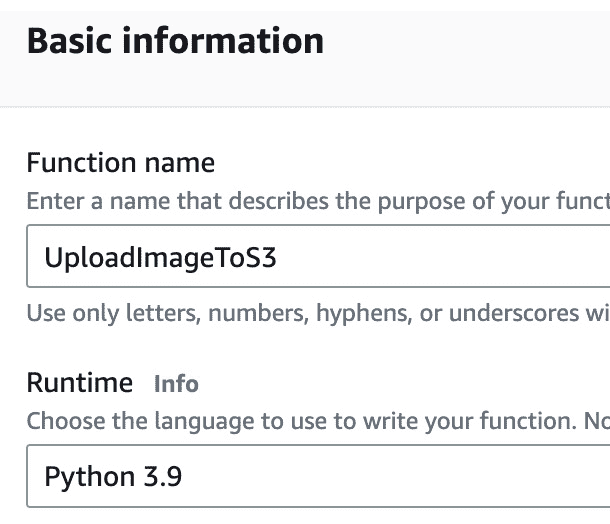 Basic information
Function name
Enter a name that describes the purpose of your funct
UploadImageToS3
Use only letters, numbers, hyphens, or underscores wi
Runtime Info
Choose the language to use to write your function. No
Python 3.9